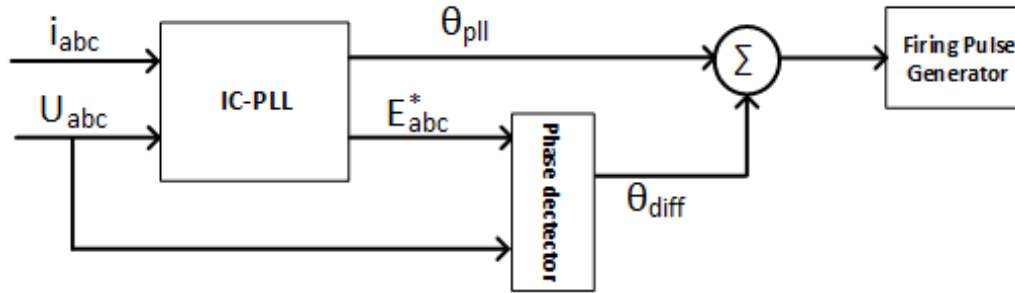 i_abc
θ_pll
Σ
Firing Pulse
Generator
IC-PLL
U_abc
E*_abc
Phase dectector
θ_diff